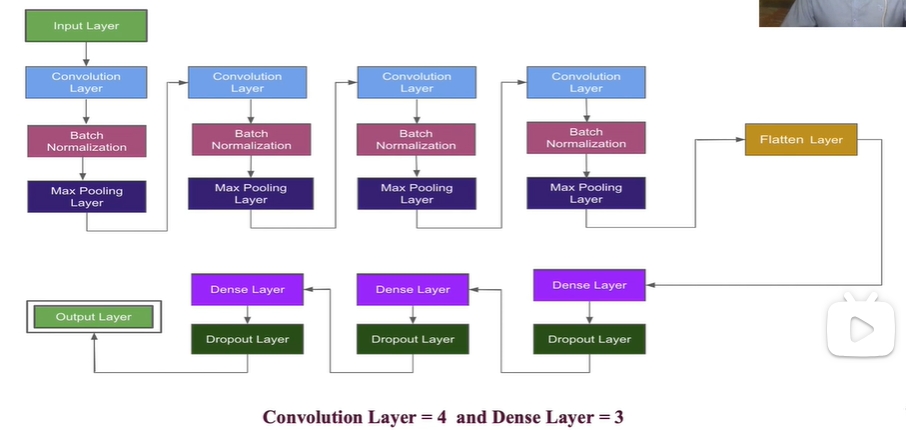 Input Layer
Convolution
Layer
Batch
Normalization
Max Pooling
Layer
Convolution
Layer
Batch
Normalization
Max Pooling
Layer
Convolution
Layer
Batch
Normalization
Max Pooling
Layer
Convolution
Layer
Batch
Normalization
Max Pooling
Layer
Flatten Layer
Dense Layer
Dropout Layer
Dense Layer
Dropout Layer
Dense Layer
Dropout Layer
Output Layer
Convolution Layer = 4 and Dense Layer = 3